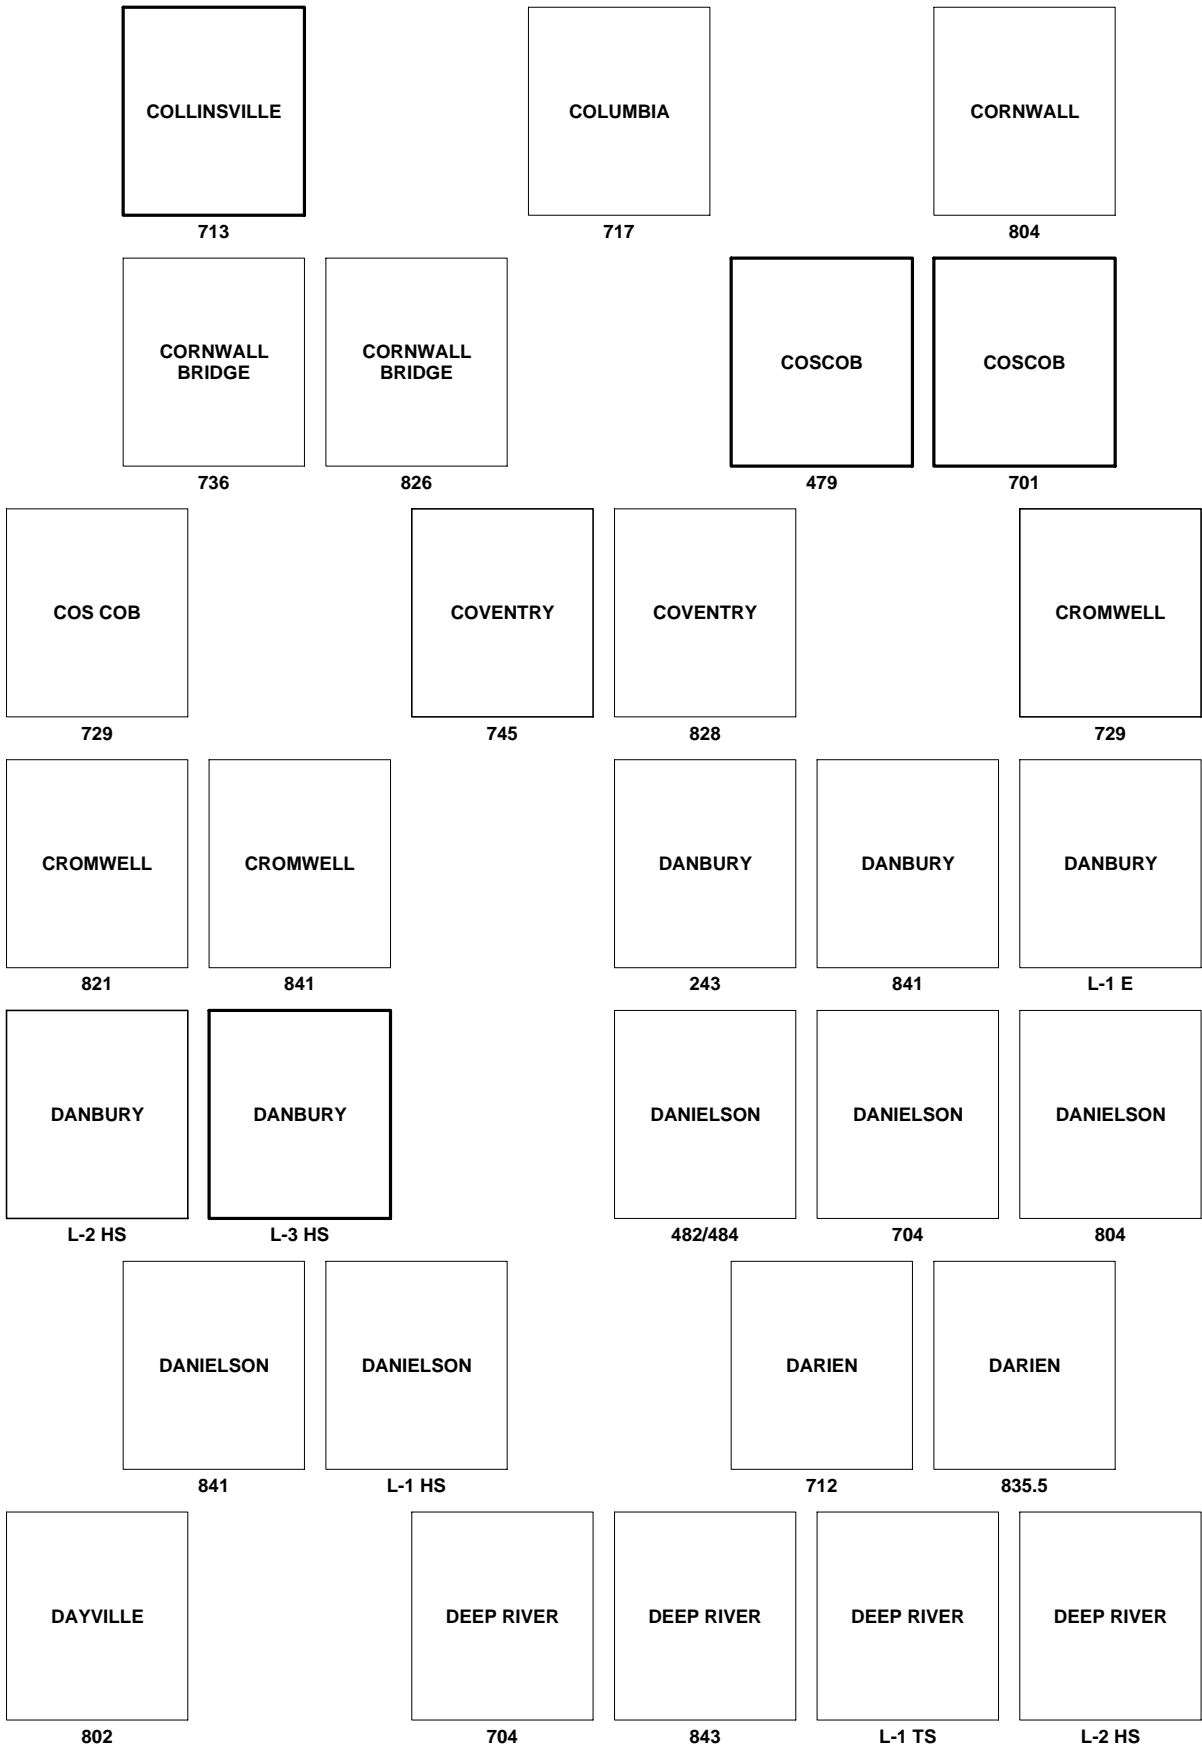 COLLINSVILLE
713
COLUMBIA
717
CORNWALL
804
CORNWALL
BRIDGE
736
CORNWALL
BRIDGE
826
COSCOB
479
COSCOB
701
COS COB
729
COVENTRY
745
COVENTRY
828
CROMWELL
729
CROMWELL
821
CROMWELL
841
DANBURY
243
DANBURY
841
DANBURY
L-1 E
DANBURY
L-2 HS
DANBURY
L-3 HS
DANIELSON
482/484
DANIELSON
704
DANIELSON
804
DANIELSON
841
DANIELSON
L-1 HS
DARIEN
712
DARIEN
835.5
DAYVILLE
802
DEEP RIVER
704
DEEP RIVER
843
DEEP RIVER
L-1 TS
DEEP RIVER
L-2 HS